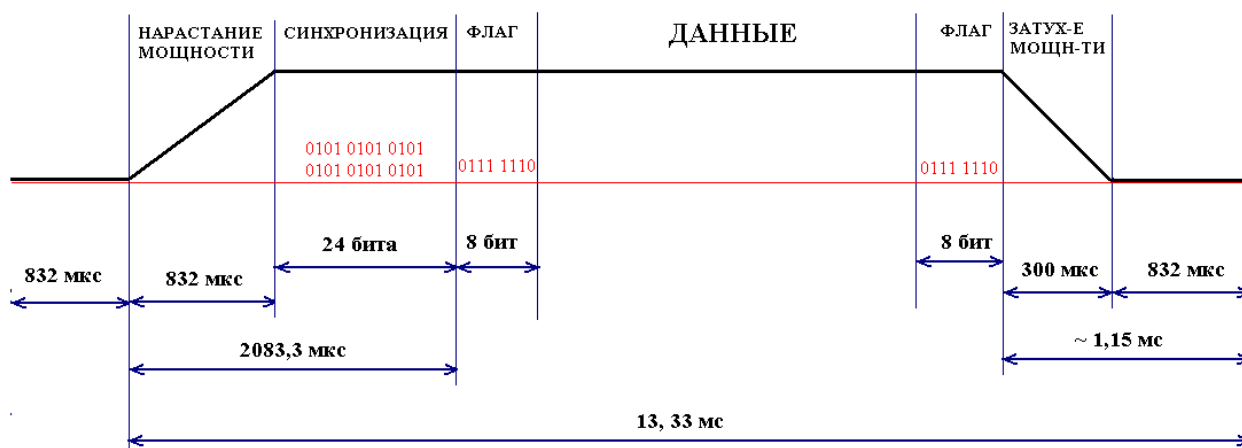 НАРАСТАНИЕ
МОЩНОСТИ
СИНХРОНИЗАЦИЯ
ФЛАГ
ДАННЫЕ
ФЛАГ
ЗАТУХ-Е
МОЩН-ТИ
0101 0101 0101
0101 0101 0101
0111 1110
0111 1110
24 бита
8 бит
8 бит
832 мкс
832 мкс
300 мкс
832 мкс
2083,3 мкс
~ 1,15 мс
13, 33 мс